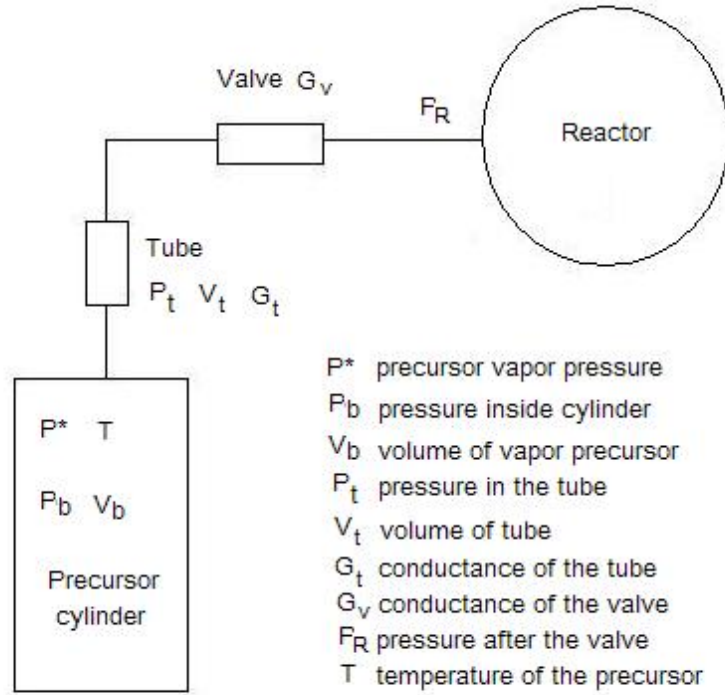 Valve G_v
F_R
Reactor
Tube
P_t V_t G_t
P* T
P_b V_b
Precursor
cylinder
P* precursor vapor pressure
P_b pressure inside cylinder
V_b volume of vapor precursor
P_t pressure in the tube
V_t volume of tube
G_t conductance of the tube
G_v conductance of the valve
F_R pressure after the valve
T temperature of the precursor